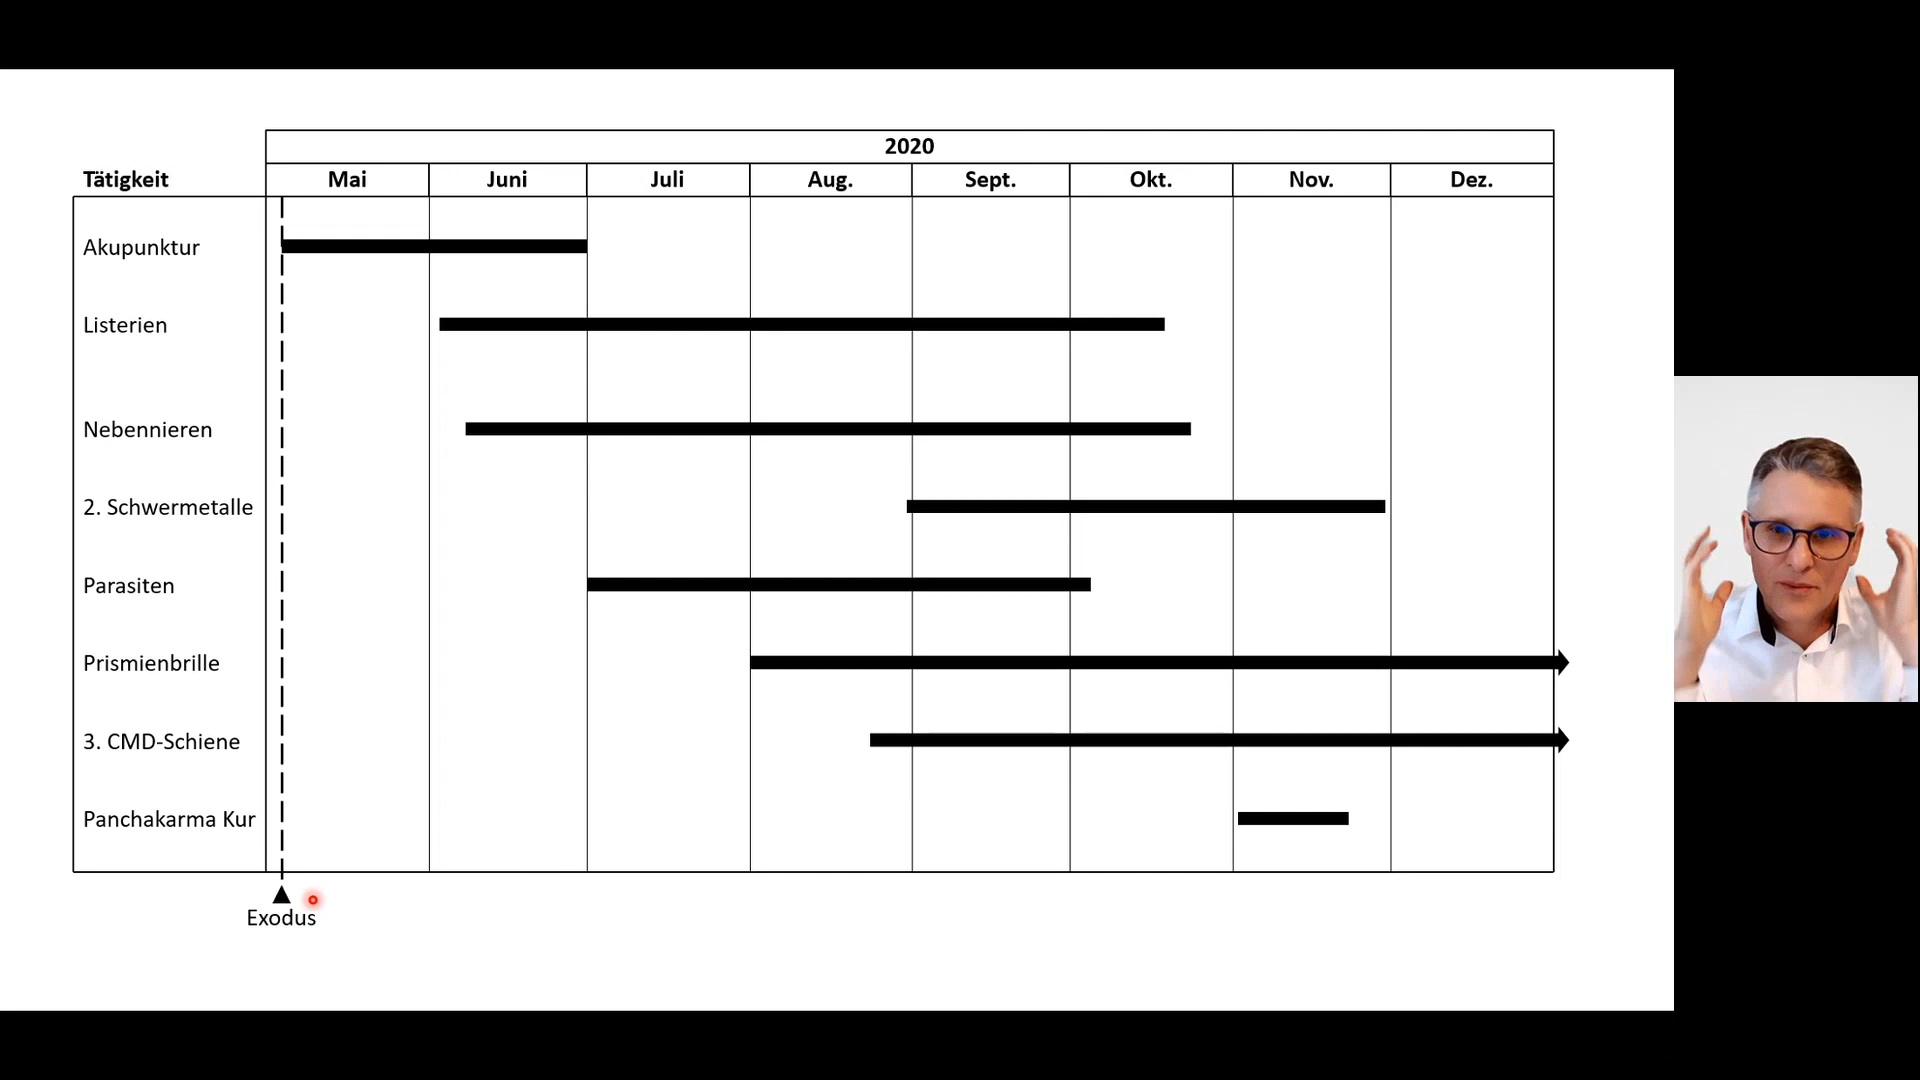 2020
Tätigkeit Mai Juni Juli Aug. Sept. Okt. Nov. Dez.
Akupunktur
Listerien
Nebennieren
2. Schwermetalle
Parasiten
Prismienbrille
3. CMD-Schiene
Panchakarma Kur
Exodus